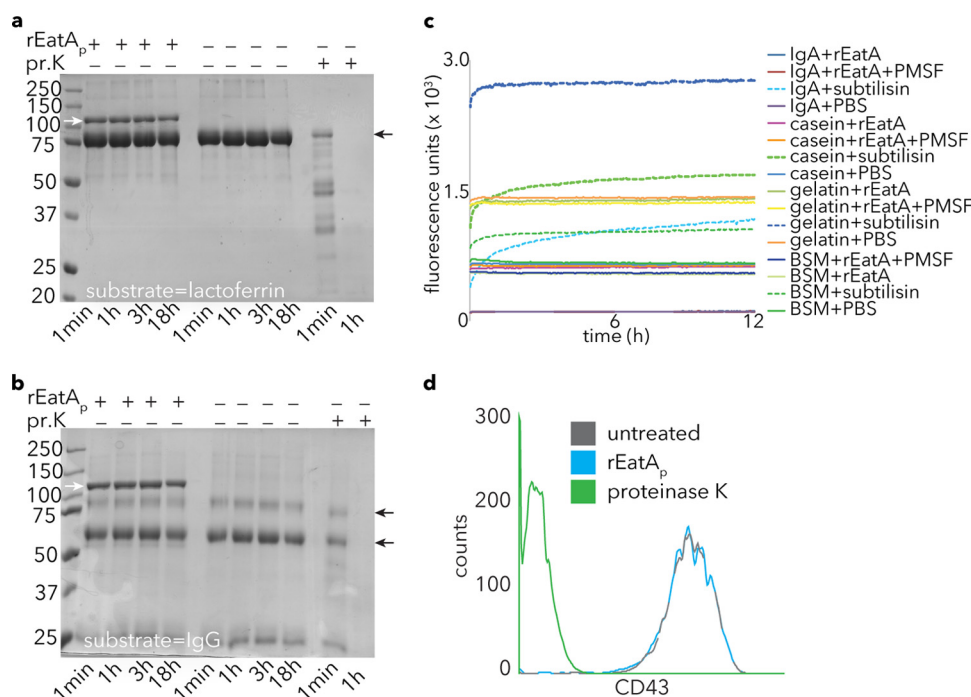 a
rEatAp + + + + – – – – – –
pr.K – – – – – – – – + +
250
150
100
75
50
37
25
20
substrate=lactoferrin
1min 1h 3h 18h 1min 1h 3h 18h 1min 1h
b
rEatAp + + + + – – – – – –
pr.K – – – – – – – – + +
250
150
100
75
50
37
25
substrate=IgG
1min 1h 3h 18h 1min 1h 3h 18h 1min 1h
c
fluorescence units (x 10³)
3.0
1.5
0
6
12
time (h)
IgA+rEatA
IgA+rEatA+PMSF
IgA+subtilisin
IgA+PBS
casein+rEatA
casein+rEatA+PMSF
casein+subtilisin
casein+PBS
gelatin+rEatA
gelatin+rEatA+PMSF
gelatin+subtilisin
gelatin+PBS
BSM+rEatA+PMSF
BSM+rEatA
BSM+subtilisin
BSM+PBS
d
counts
300
200
100
0
untreated
rEatAp
proteinase K
CD43